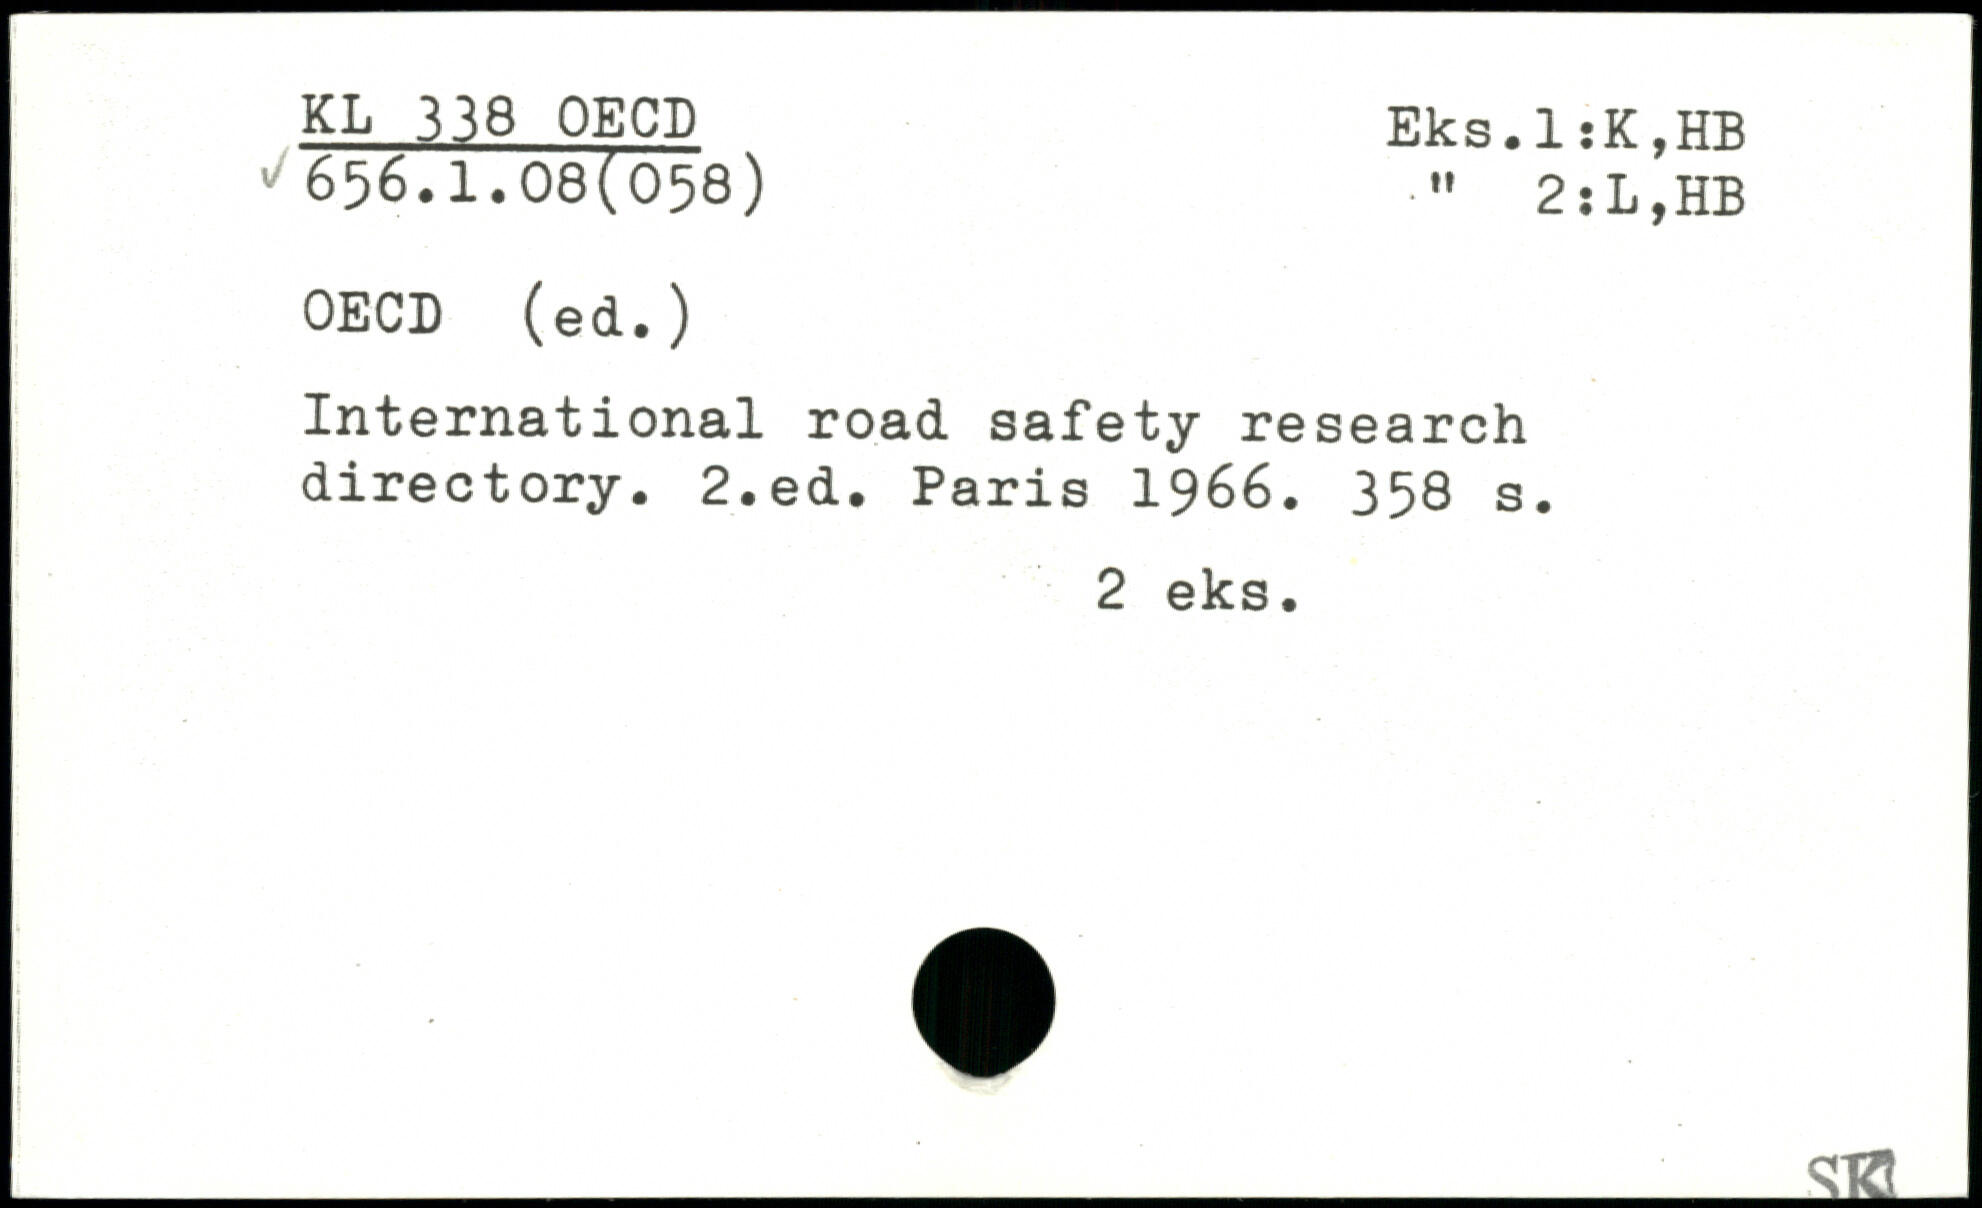 KL 338 OECD
656.1.08(058)
Eks.1:K,HB
" 2:L,HB
OECD (ed.)
International road safety research
directory. 2.ed. Paris 1966. 358 s.
2 eks.
SK